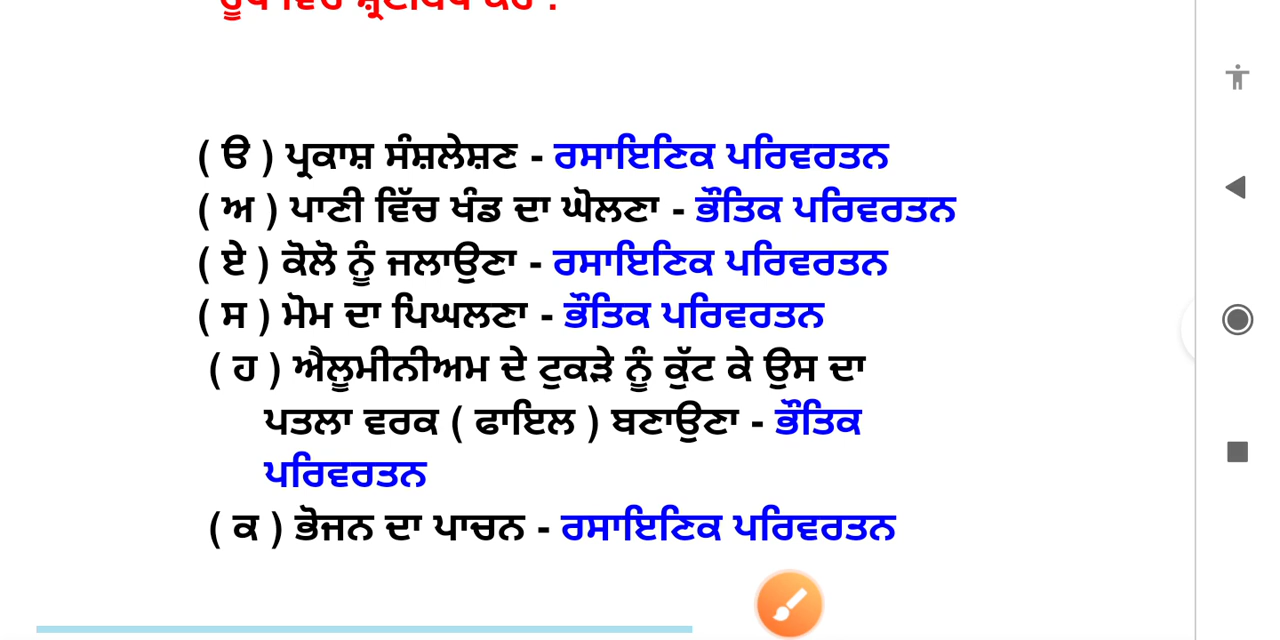 ( ੳ ) ਪ੍ਰਕਾਸ਼ ਸੰਸ਼ਲੇਸ਼ਣ - ਰਸਾਇਣਿਕ ਪਰਿਵਰਤਨ
( ਅ ) ਪਾਣੀ ਵਿੱਚ ਖੰਡ ਦਾ ਘੋਲਣਾ - ਭੌਤਿਕ ਪਰਿਵਰਤਨ
( ੲ ) ਕੋਲੋ ਨੂੰ ਜਲਾਉਣਾ - ਰਸਾਇਣਿਕ ਪਰਿਵਰਤਨ
( ਸ ) ਮੋਮ ਦਾ ਪਿਘਲਣਾ - ਭੌਤਿਕ ਪਰਿਵਰਤਨ
( ਹ ) ਐਲੂਮੀਨੀਅਮ ਦੇ ਟੁਕੜੇ ਨੂੰ ਕੁੱਟ ਕੇ ਉਸ ਦਾ
ਪਤਲਾ ਵਰਕ ( ਫਾਇਲ ) ਬਣਾਉਣਾ - ਭੌਤਿਕ
ਪਰਿਵਰਤਨ
( ਕ ) ਭੋਜਨ ਦਾ ਪਾਚਨ - ਰਸਾਇਣਿਕ ਪਰਿਵਰਤਨ